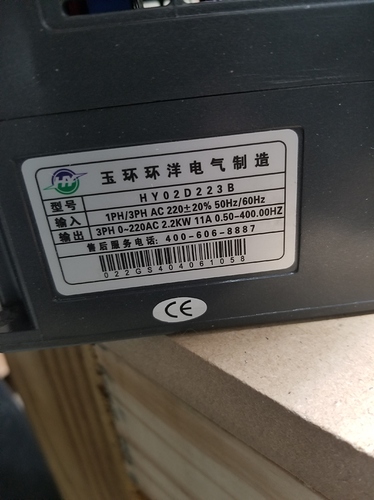 HY
玉环环洋电气制造
型号 HY02D223B
输入 1PH/3PH AC 220±20% 50Hz/60Hz
输出 3PH 0~220AC 2.2KW 11A 0.50-400.00HZ
售后服务电话: 400-606-8887
022GS404061058
CE